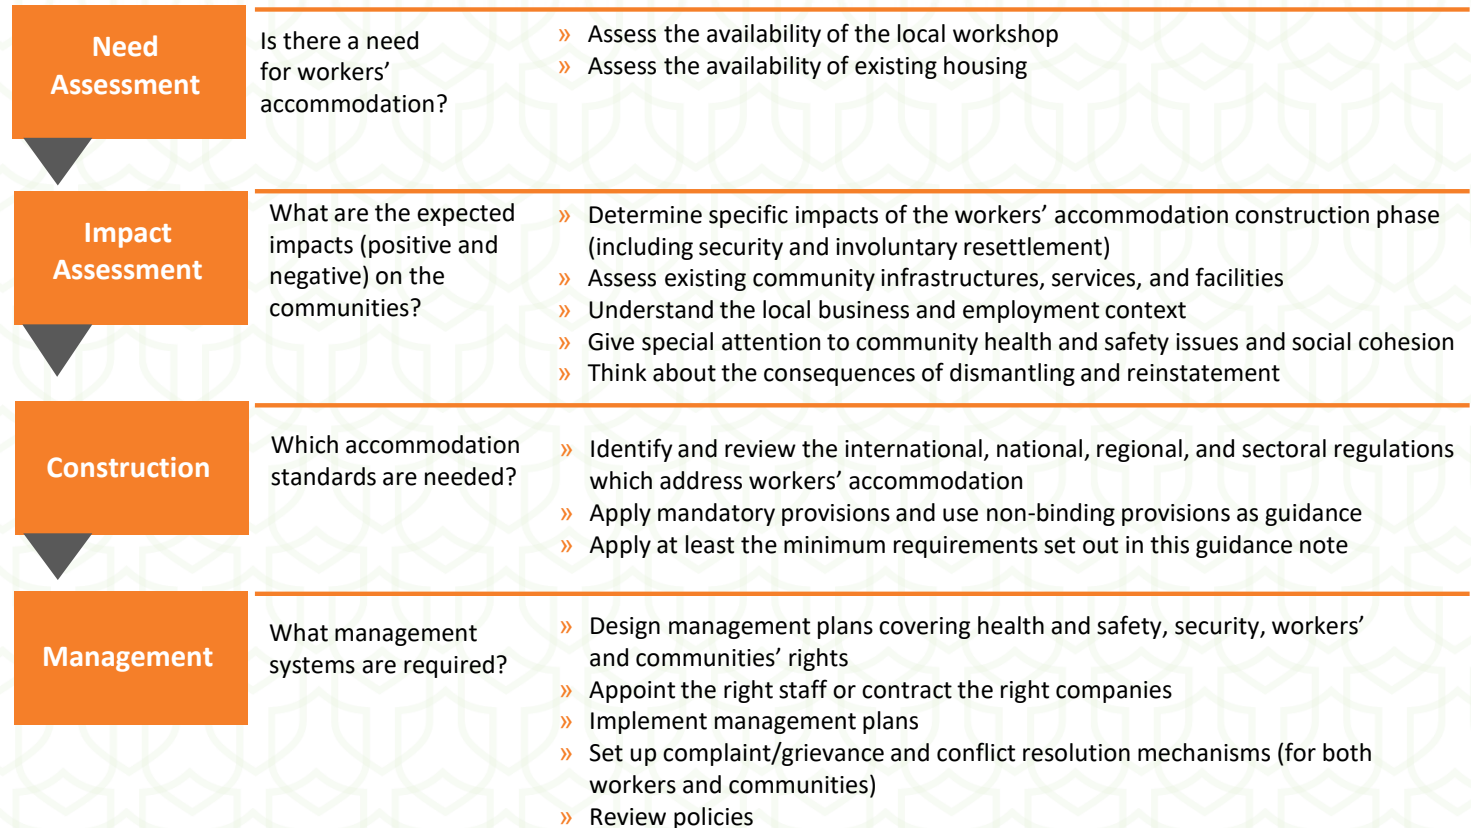 Need
Assessment
Is there a need
for workers’
accommodation?
» Assess the availability of the local workshop
» Assess the availability of existing housing
Impact
Assessment
What are the expected
impacts (positive and
negative) on the
communities?
» Determine specific impacts of the workers’ accommodation construction phase
(including security and involuntary resettlement)
» Assess existing community infrastructures, services, and facilities
» Understand the local business and employment context
» Give special attention to community health and safety issues and social cohesion
» Think about the consequences of dismantling and reinstatement
Construction
Which accommodation
standards are needed?
» Identify and review the international, national, regional, and sectoral regulations
which address workers’ accommodation
» Apply mandatory provisions and use non-binding provisions as guidance
» Apply at least the minimum requirements set out in this guidance note
Management
What management
systems are required?
» Design management plans covering health and safety, security, workers’
and communities’ rights
» Appoint the right staff or contract the right companies
» Implement management plans
» Set up complaint/grievance and conflict resolution mechanisms (for both
workers and communities)
» Review policies